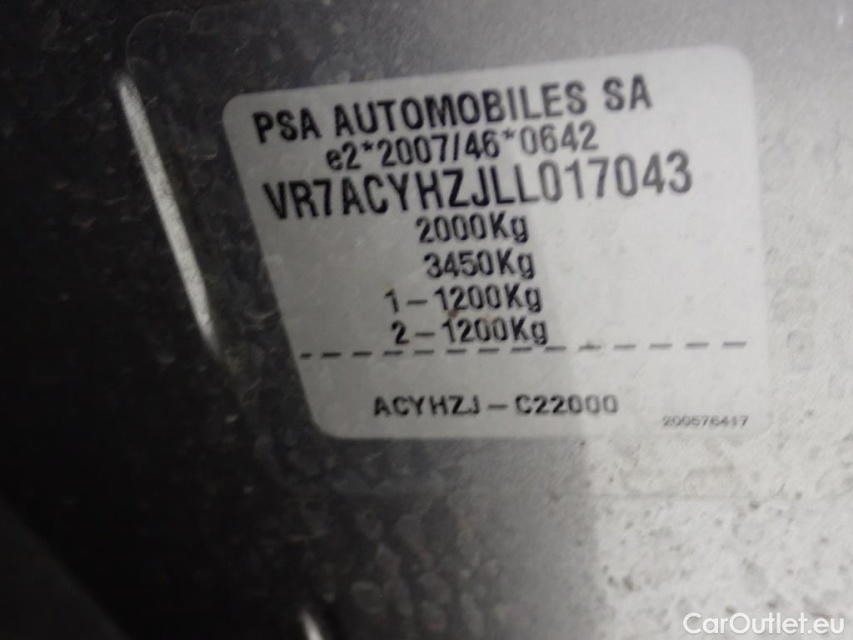 PSA AUTOMOBILES SA
e2*2007/46*0642
VR7ACYHZJLL017043
2000Kg
3450Kg
1-1200Kg
2-1200Kg
ACYHZJ-C22000
200576417
CarOutlet.eu